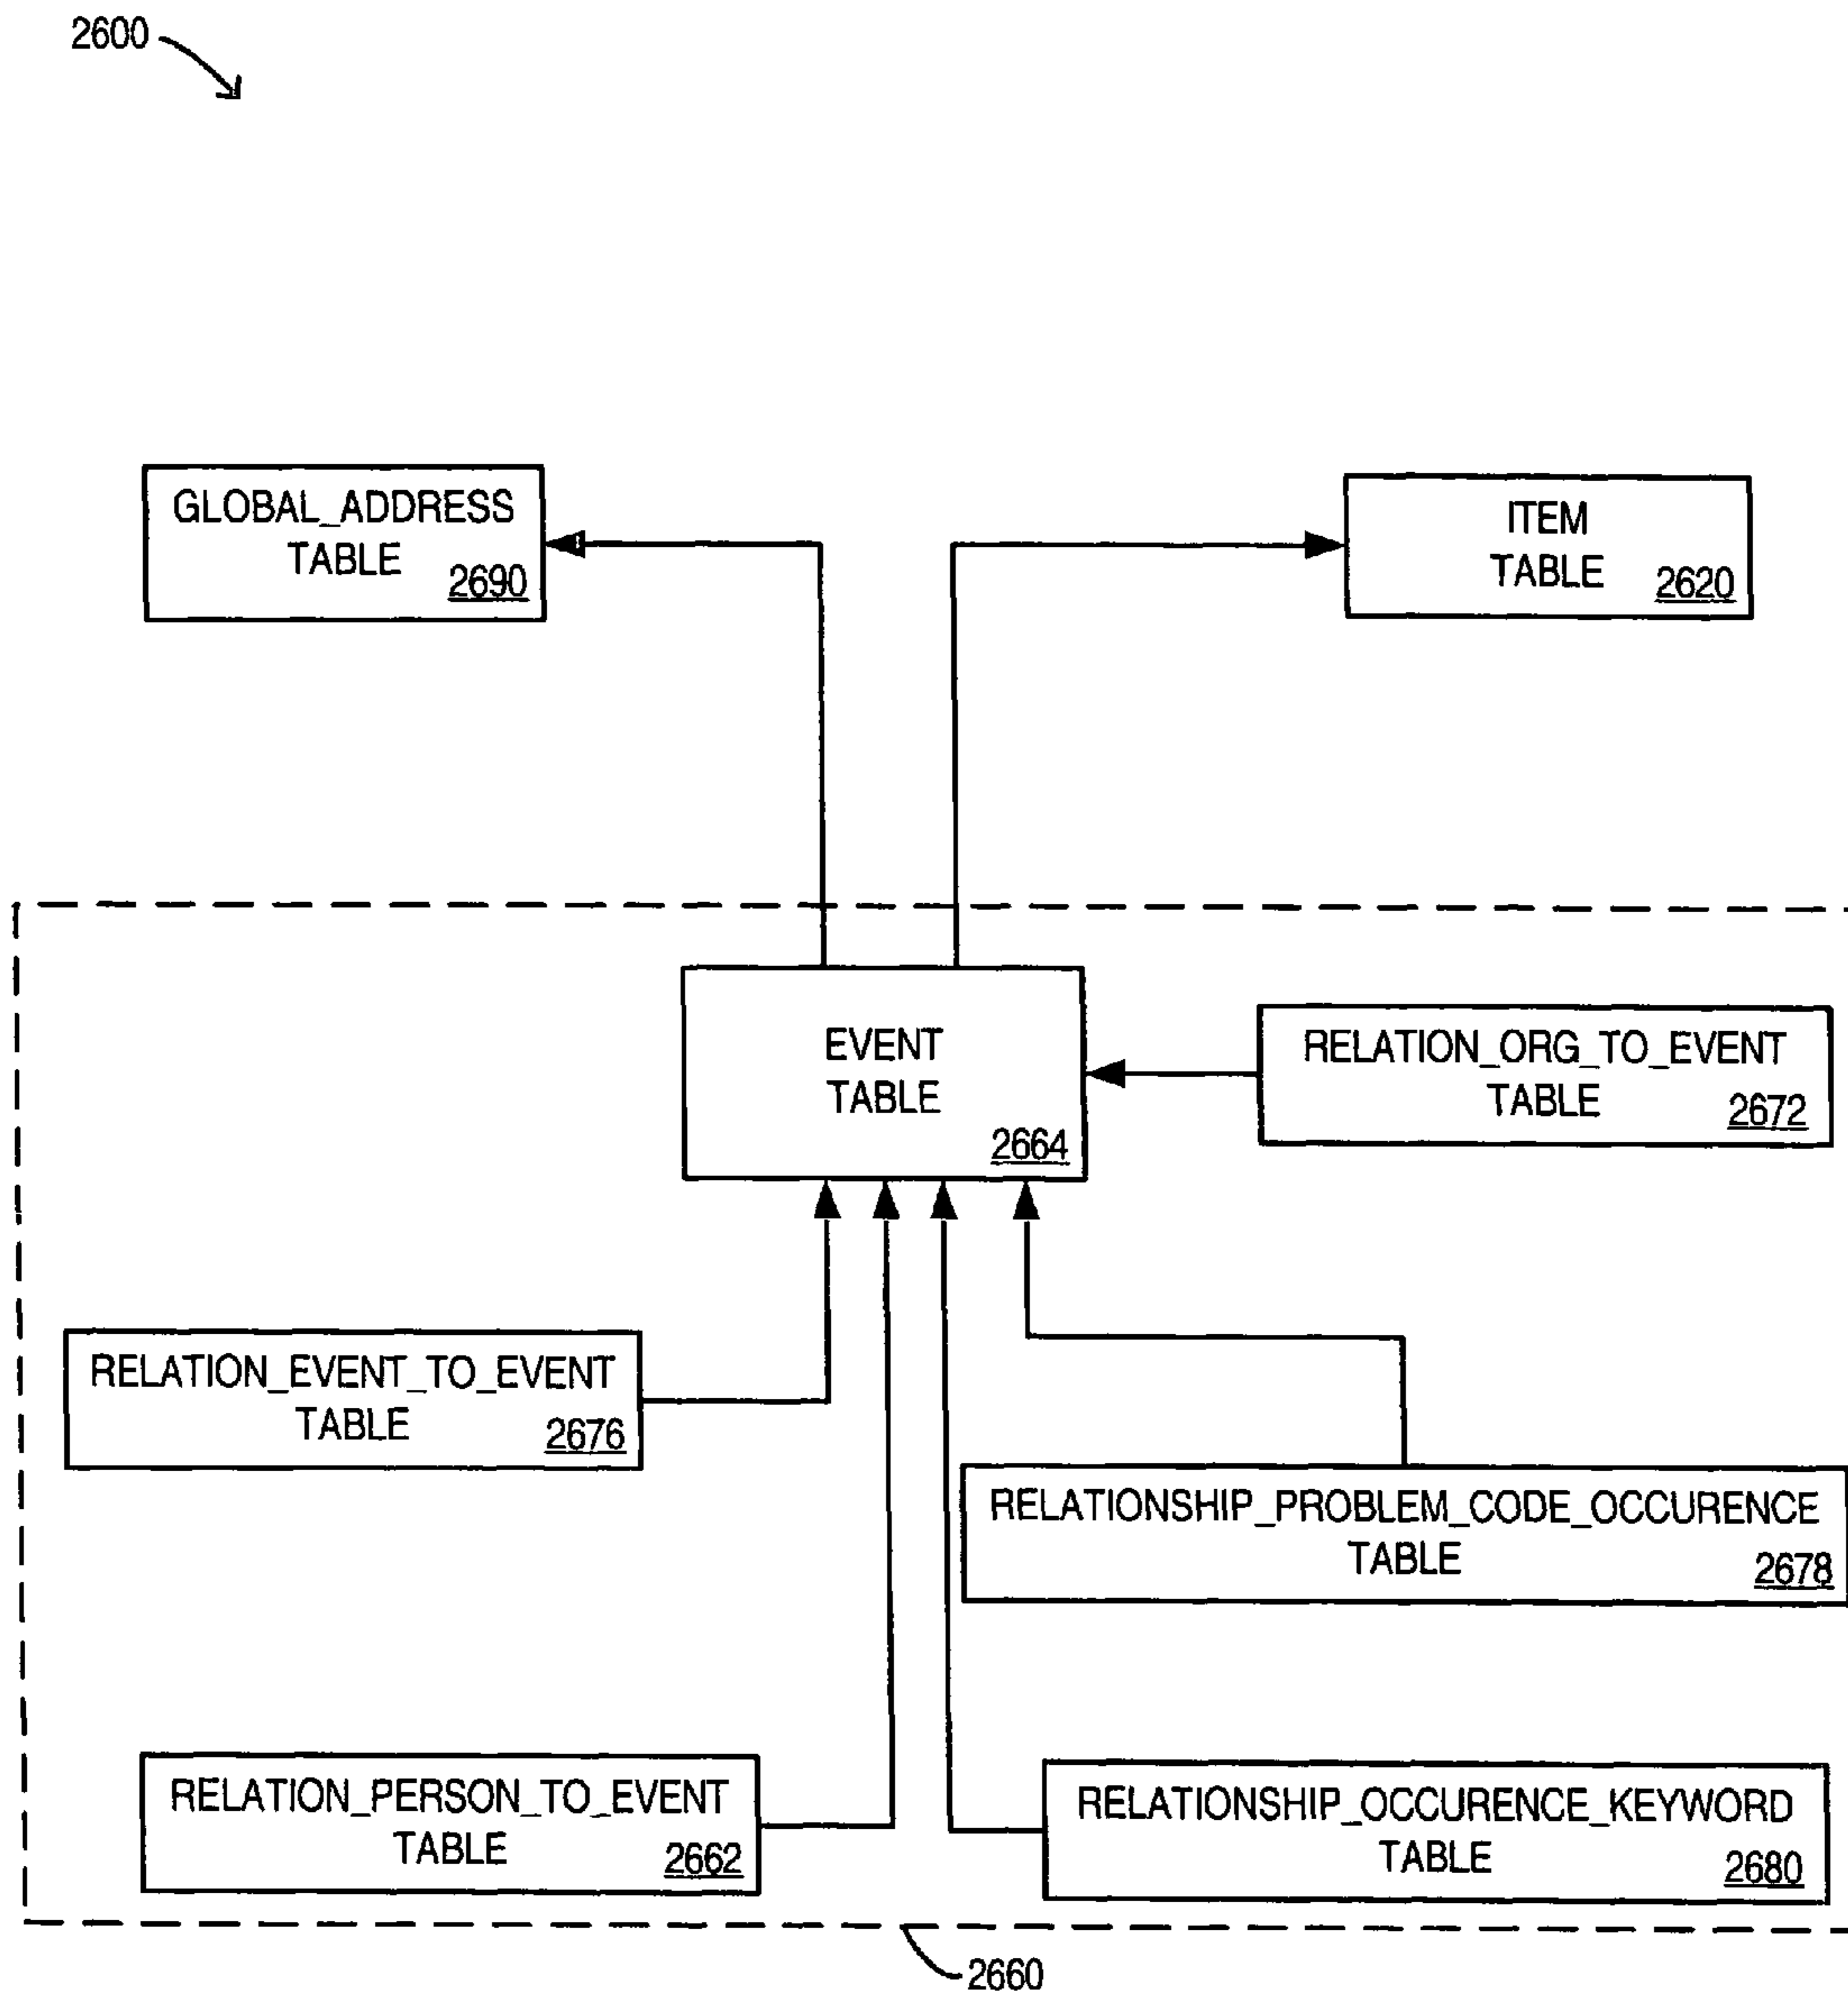 2600
GLOBAL_ADDRESS
TABLE
2690
ITEM
TABLE
2620
EVENT
TABLE
2664
RELATION_ORG_TO_EVENT
TABLE
2672
RELATION_EVENT_TO_EVENT
TABLE
2676
RELATIONSHIP_PROBLEM_CODE_OCCURENCE
TABLE
2678
RELATION_PERSON_TO_EVENT
TABLE
2662
RELATIONSHIP_OCCURENCE_KEYWORD
TABLE
2680
2660